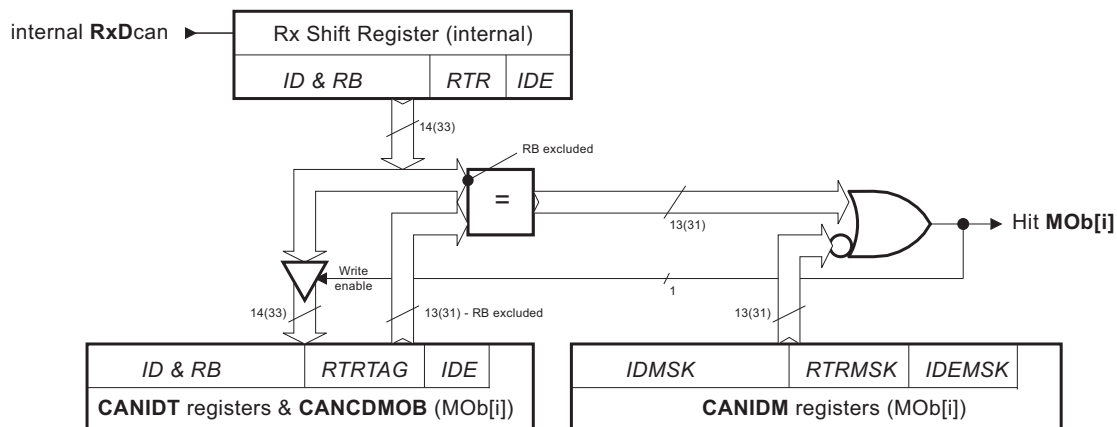 internal RxDcan
Rx Shift Register (internal)
ID & RB RTR IDE
14(33)
RB excluded
=
13(31)
Hit MOb[i]
Write
enable
1
14(33)
13(31) - RB excluded
13(31)
ID & RB RTRTAG IDE
CANIDT registers & CANCDMOB (MOb[i])
IDMSK RTRMSK IDEMSK
CANIDM registers (MOb[i])